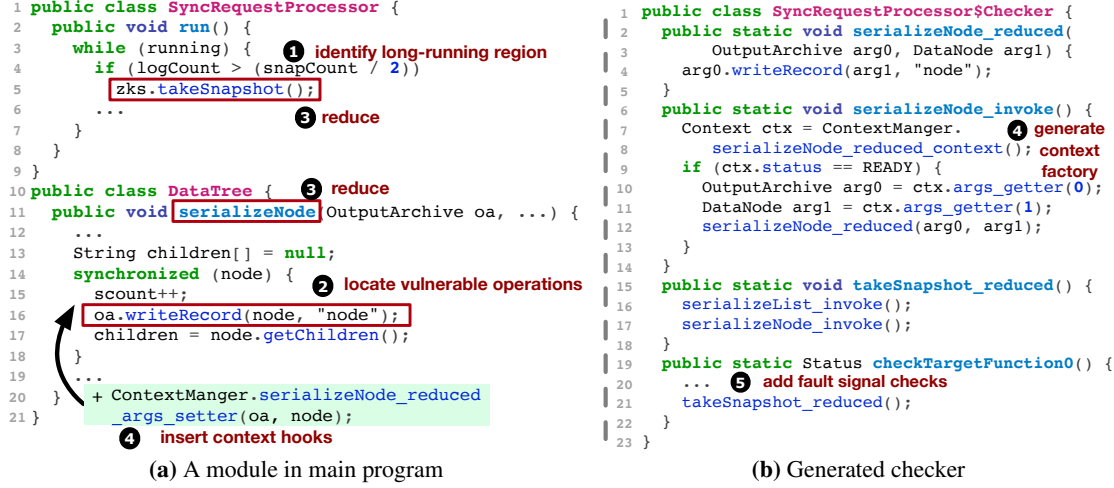 1 public class SyncRequestProcessor {
2 public void run() {
3 while (running) { ❶ identify long-running region
4 if (logCount > (snapCount / 2))
5 zks.takeSnapshot();
6 ... ❸ reduce
7 }
8 }
9 }
10 public class DataTree { ❸ reduce
11 public void serializeNode(OutputArchive oa, ...) {
12 ...
13 String children[] = null;
14 synchronized (node) {
15 scount++; ❷ locate vulnerable operations
16 oa.writeRecord(node, "node");
17 children = node.getChildren();
18 }
19 ...
20 } + ContextManger.serializeNode_reduced
21 } _args_setter(oa, node);
❹ insert context hooks
(a) A module in main program
1 public class SyncRequestProcessor$Checker {
2 public static void serializeNode_reduced(
3 OutputArchive arg0, DataNode arg1) {
4 arg0.writeRecord(arg1, "node");
5 }
6 public static void serializeNode_invoke() {
7 Context ctx = ContextManger. ❹ generate
8 serializeNode_reduced_context(); context
9 if (ctx.status == READY) { factory
10 OutputArchive arg0 = ctx.args_getter(0);
11 DataNode arg1 = ctx.args_getter(1);
12 serializeNode_reduced(arg0, arg1);
13 }
14 }
15 public static void takeSnapshot_reduced() {
16 serializeList_invoke();
17 serializeNode_invoke();
18 }
19 public static Status checkTargetFunction0() {
20 ... ❺ add fault signal checks
21 takeSnapshot_reduced();
22 }
23 }
(b) Generated checker